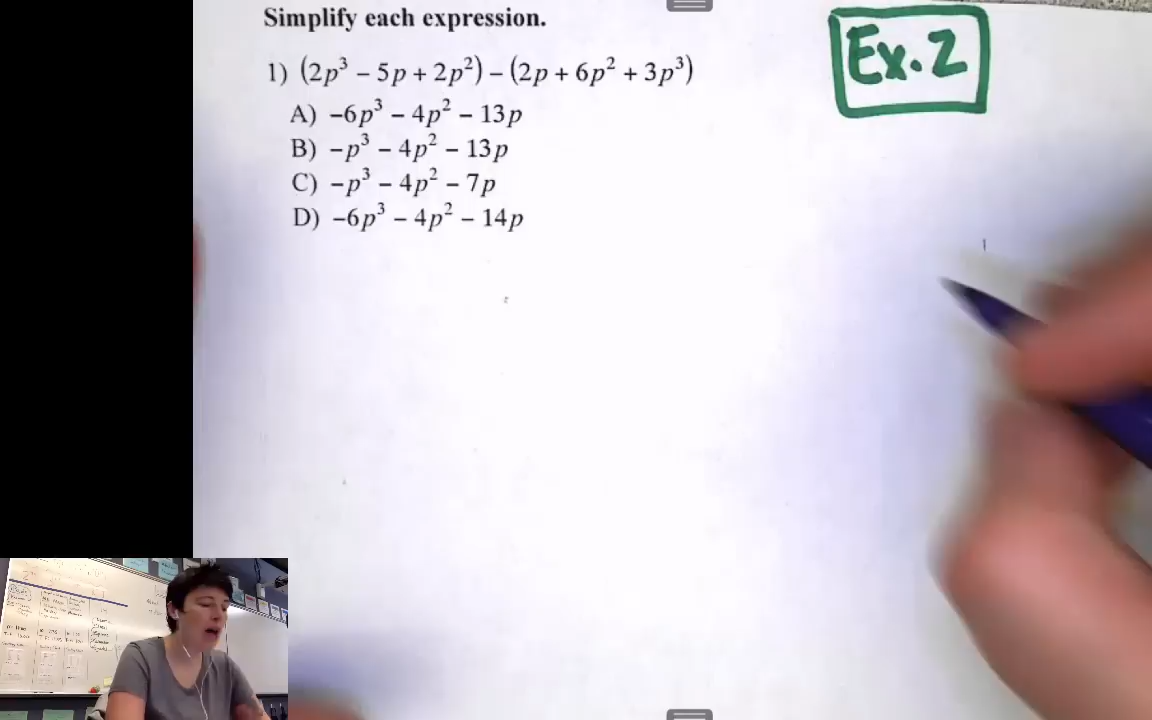 Simplify each expression.
Ex. 2
1) (2p³ − 5p + 2p²) − (2p + 6p² + 3p³)
A) −6p³ − 4p² − 13p
B) −p³ − 4p² − 13p
C) −p³ − 4p² − 7p
D) −6p³ − 4p² − 14p